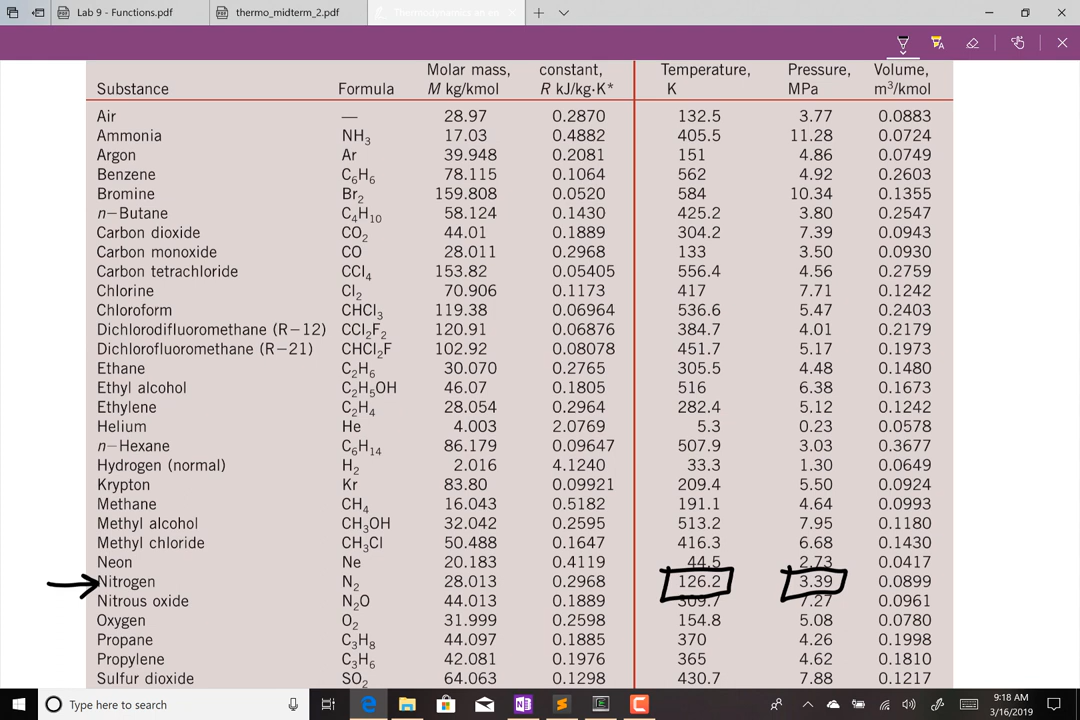 Lab 9 - Functions.pdf
thermo_midterm_2.pdf
Molar mass, constant, Temperature, Pressure, Volume,
Substance Formula M kg/kmol R kJ/kg·K* K MPa m³/kmol
Air — 28.97 0.2870 132.5 3.77 0.0883
Ammonia NH₃ 17.03 0.4882 405.5 11.28 0.0724
Argon Ar 39.948 0.2081 151 4.86 0.0749
Benzene C₆H₆ 78.115 0.1064 562 4.92 0.2603
Bromine Br₂ 159.808 0.0520 584 10.34 0.1355
n−Butane C₄H₁₀ 58.124 0.1430 425.2 3.80 0.2547
Carbon dioxide CO₂ 44.01 0.1889 304.2 7.39 0.0943
Carbon monoxide CO 28.011 0.2968 133 3.50 0.0930
Carbon tetrachloride CCl₄ 153.82 0.05405 556.4 4.56 0.2759
Chlorine Cl₂ 70.906 0.1173 417 7.71 0.1242
Chloroform CHCl₃ 119.38 0.06964 536.6 5.47 0.2403
Dichlorodifluoromethane (R−12) CCl₂F₂ 120.91 0.06876 384.7 4.01 0.2179
Dichlorofluoromethane (R−21) CHCl₂F 102.92 0.08078 451.7 5.17 0.1973
Ethane C₂H₆ 30.070 0.2765 305.5 4.48 0.1480
Ethyl alcohol C₂H₅OH 46.07 0.1805 516 6.38 0.1673
Ethylene C₂H₄ 28.054 0.2964 282.4 5.12 0.1242
Helium He 4.003 2.0769 5.3 0.23 0.0578
n−Hexane C₆H₁₄ 86.179 0.09647 507.9 3.03 0.3677
Hydrogen (normal) H₂ 2.016 4.1240 33.3 1.30 0.0649
Krypton Kr 83.80 0.09921 209.4 5.50 0.0924
Methane CH₄ 16.043 0.5182 191.1 4.64 0.0993
Methyl alcohol CH₃OH 32.042 0.2595 513.2 7.95 0.1180
Methyl chloride CH₃Cl 50.488 0.1647 416.3 6.68 0.1430
Neon Ne 20.183 0.4119 44.5 2.73 0.0417
Nitrogen N₂ 28.013 0.2968 126.2 3.39 0.0899
Nitrous oxide N₂O 44.013 0.1889 309.7 7.27 0.0961
Oxygen O₂ 31.999 0.2598 154.8 5.08 0.0780
Propane C₃H₈ 44.097 0.1885 370 4.26 0.1998
Propylene C₃H₆ 42.081 0.1976 365 4.62 0.1810
Sulfur dioxide SO₂ 64.063 0.1298 430.7 7.88 0.1217
Type here to search
9:18 AM
3/16/2019